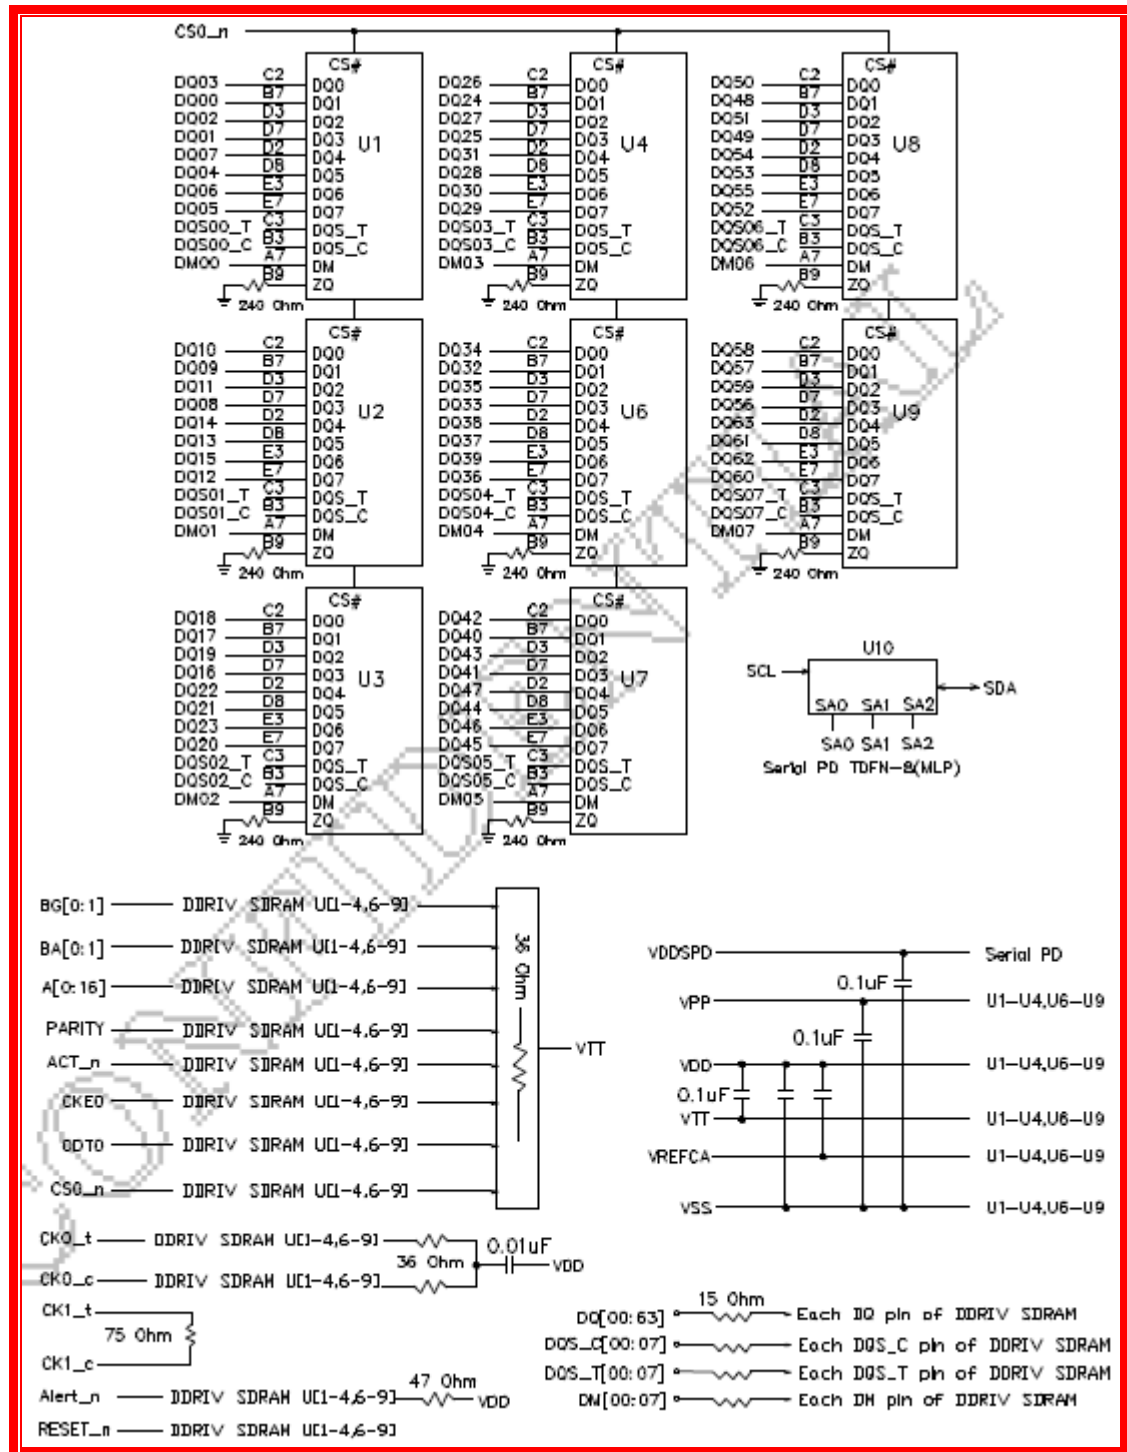 CS0_n
CS#
DQ03 C2 DQ0
DQ00 B7 DQ1
DQ02 D3 DQ2
DQ01 D7 DQ3
DQ07 D2 DQ4
DQ04 D8 DQ5
DQ06 E3 DQ6
DQ05 E7 DQ7
DQS00_T C3 DQS_T
DQS00_C B3 DQS_C
DM00 A7 DM
B9 ZQ
240 Ohm
U1
CS#
DQ26 C2 DQ0
DQ24 B7 DQ1
DQ27 D3 DQ2
DQ25 D7 DQ3
DQ31 D2 DQ4
DQ28 D8 DQ5
DQ30 E3 DQ6
DQ29 E7 DQ7
DQS03_T C3 DQS_T
DQS03_C B3 DQS_C
DM03 A7 DM
B9 ZQ
240 Ohm
U4
CS#
DQ50 C2 DQ0
DQ48 B7 DQ1
DQ51 D3 DQ2
DQ49 D7 DQ3
DQ54 D2 DQ4
DQ53 D8 DQ5
DQ55 E3 DQ6
DQ52 E7 DQ7
DQS06_T C3 DQS_T
DQS06_C B3 DQS_C
DM06 A7 DM
B9 ZQ
240 Ohm
U8
CS#
DQ10 C2 DQ0
DQ09 B7 DQ1
DQ11 D3 DQ2
DQ08 D7 DQ3
DQ14 D2 DQ4
DQ13 D8 DQ5
DQ15 E3 DQ6
DQ12 E7 DQ7
DQS01_T C3 DQS_T
DQS01_C B3 DQS_C
DM01 A7 DM
B9 ZQ
240 Ohm
U2
CS#
DQ34 C2 DQ0
DQ32 B7 DQ1
DQ35 D3 DQ2
DQ33 D7 DQ3
DQ38 D2 DQ4
DQ37 D8 DQ5
DQ39 E3 DQ6
DQ36 E7 DQ7
DQS04_T C3 DQS_T
DQS04_C B3 DQS_C
DM04 A7 DM
B9 ZQ
240 Ohm
U6
CS#
DQ58 C2 DQ0
DQ57 B7 DQ1
DQ59 D3 DQ2
DQ56 D7 DQ3
DQ63 D2 DQ4
DQ61 D8 DQ5
DQ62 E3 DQ6
DQ60 E7 DQ7
DQS07_T C3 DQS_T
DQS07_C B3 DQS_C
DM07 A7 DM
B9 ZQ
240 Ohm
U9
CS#
DQ18 C2 DQ0
DQ17 B7 DQ1
DQ19 D3 DQ2
DQ16 D7 DQ3
DQ22 D2 DQ4
DQ21 D8 DQ5
DQ23 E3 DQ6
DQ20 E7 DQ7
DQS02_T C3 DQS_T
DQS02_C B3 DQS_C
DM02 A7 DM
B9 ZQ
240 Ohm
U3
CS#
DQ42 C2 DQ0
DQ40 B7 DQ1
DQ43 D3 DQ2
DQ41 D7 DQ3
DQ47 D2 DQ4
DQ44 D8 DQ5
DQ46 E3 DQ6
DQ45 E7 DQ7
DQS05_T C3 DQS_T
DQS05_C B3 DQS_C
DM05 A7 DM
B9 ZQ
240 Ohm
U7
U10
SCL
SDA
SA0 SA1 SA2
SA0 SA1 SA2
Serial PD TDFN-8(MLP)
CONFIDENTIAL
BG[0:1] DDRIV SDRAM U[1-4,6-9]
BA[0:1] DDRIV SDRAM U[1-4,6-9]
A[0:16] DDRIV SDRAM U[1-4,6-9]
PARITY DDRIV SDRAM U[1-4,6-9]
ACT_n DDRIV SDRAM U[1-4,6-9]
CKE0 DDRIV SDRAM U[1-4,6-9]
ODT0 DDRIV SDRAM U[1-4,6-9]
CS0_n DDRIV SDRAM U[1-4,6-9]
36 Ohm
VTT
VDDSPD Serial PD
0.1uF
VPP U1-U4,U6-U9
0.1uF
VDD U1-U4,U6-U9
0.1uF
VTT U1-U4,U6-U9
VREFCA U1-U4,U6-U9
VSS U1-U4,U6-U9
CK0_t DDRIV SDRAM U[1-4,6-9]
36 Ohm 0.01uF VDD
CK0_c DDRIV SDRAM U[1-4,6-9]
CK1_t
75 Ohm
CK1_c
Alert_n DDRIV SDRAM U[1-4,6-9] 47 Ohm VDD
RESET_n DDRIV SDRAM U[1-4,6-9]
15 Ohm
DQ[00:63] Each DQ pin of DDRIV SDRAM
DQS_C[00:07] Each DQS_C pin of DDRIV SDRAM
DQS_T[00:07] Each DQS_T pin of DDRIV SDRAM
DM[00:07] Each DM pin of DDRIV SDRAM